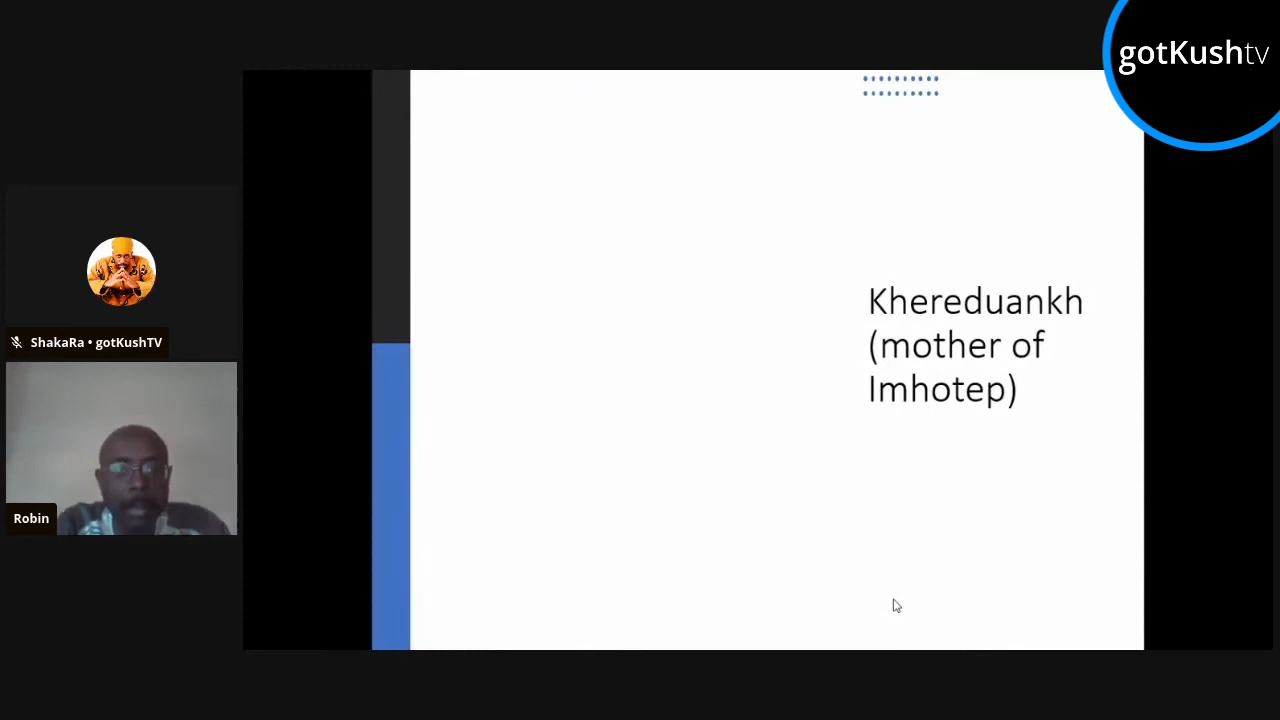 gotKushtv
Khereduankh
(mother of
Imhotep)
ShakaRa • gotKushTV
Robin